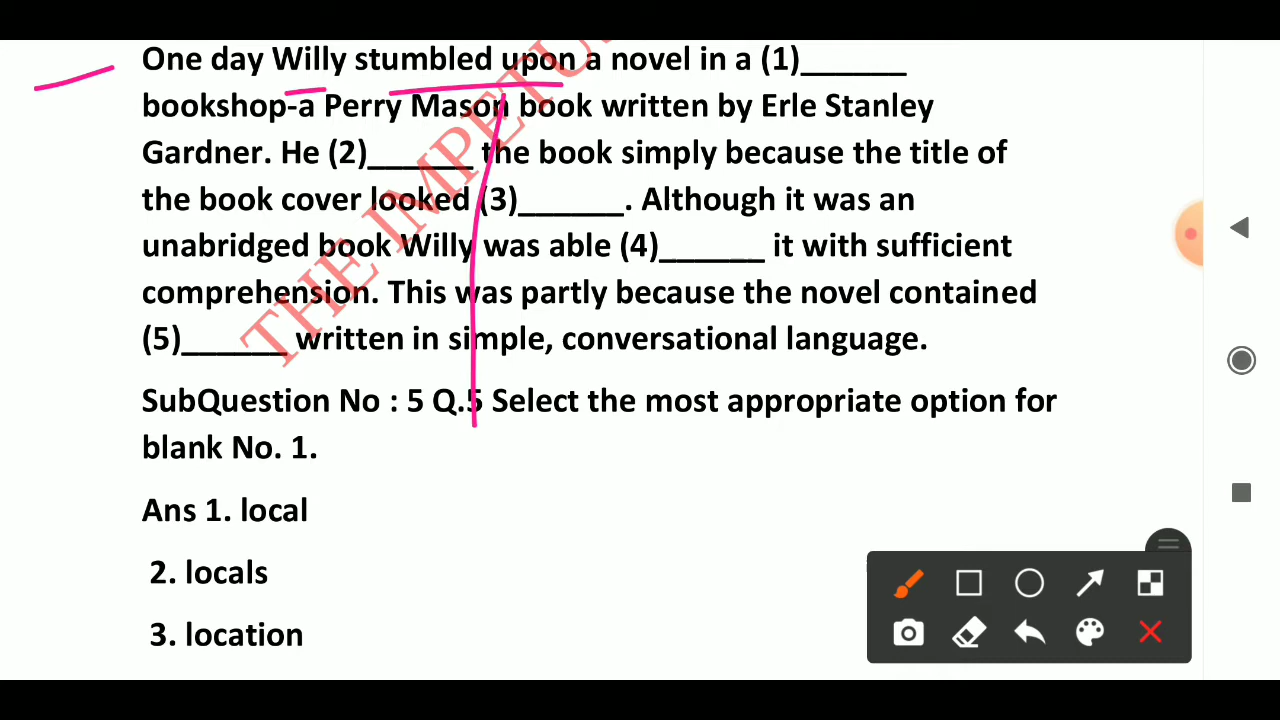 One day Willy stumbled upon a novel in a (1)______
bookshop-a Perry Mason book written by Erle Stanley
Gardner. He (2)______ the book simply because the title of
the book cover looked (3)______. Although it was an
unabridged book Willy was able (4)______ it with sufficient
comprehension. This was partly because the novel contained
(5)______ written in simple, conversational language.
SubQuestion No : 5 Q.5 Select the most appropriate option for
blank No. 1.
Ans 1. local
2. locals
3. location
THE IMPETU